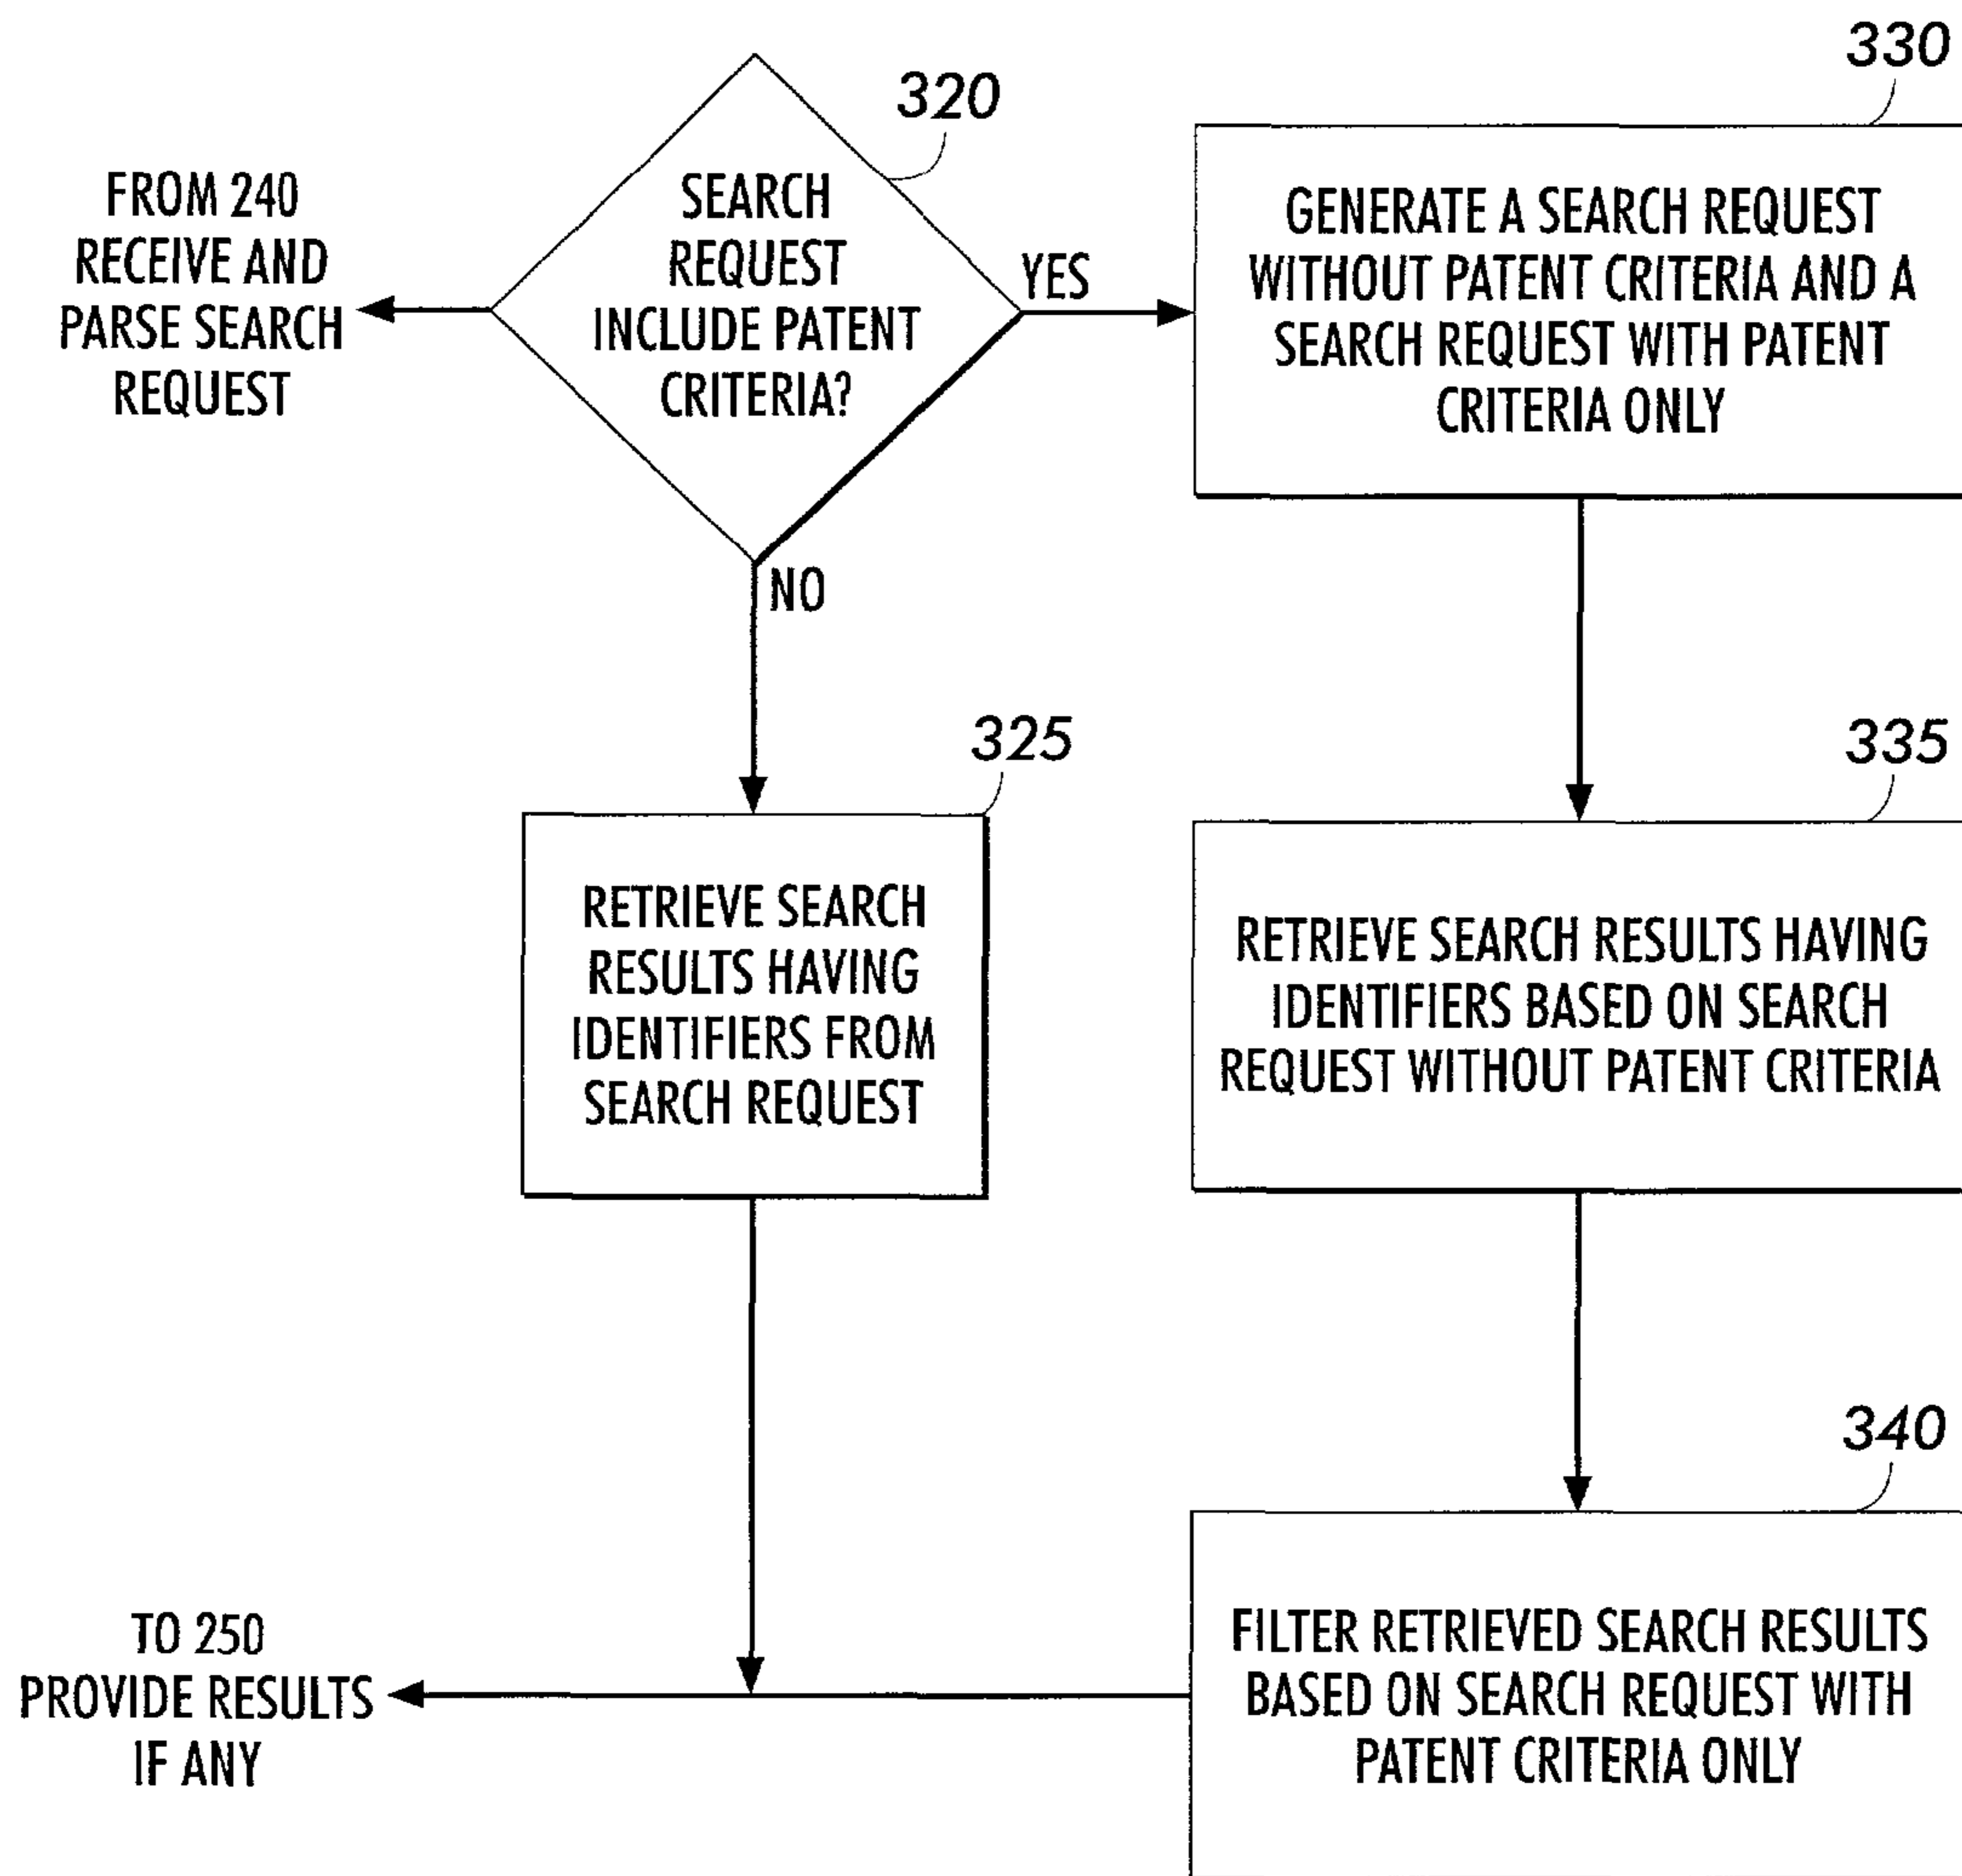 330
320
FROM 240
RECEIVE AND
PARSE SEARCH
REQUEST
SEARCH
REQUEST
INCLUDE PATENT
CRITERIA?
YES
GENERATE A SEARCH REQUEST
WITHOUT PATENT CRITERIA AND A
SEARCH REQUEST WITH PATENT
CRITERIA ONLY
NO
325
335
RETRIEVE SEARCH
RESULTS HAVING
IDENTIFIERS FROM
SEARCH REQUEST
RETRIEVE SEARCH RESULTS HAVING
IDENTIFIERS BASED ON SEARCH
REQUEST WITHOUT PATENT CRITERIA
340
TO 250
PROVIDE RESULTS
IF ANY
FILTER RETRIEVED SEARCH RESULTS
BASED ON SEARCH REQUEST WITH
PATENT CRITERIA ONLY